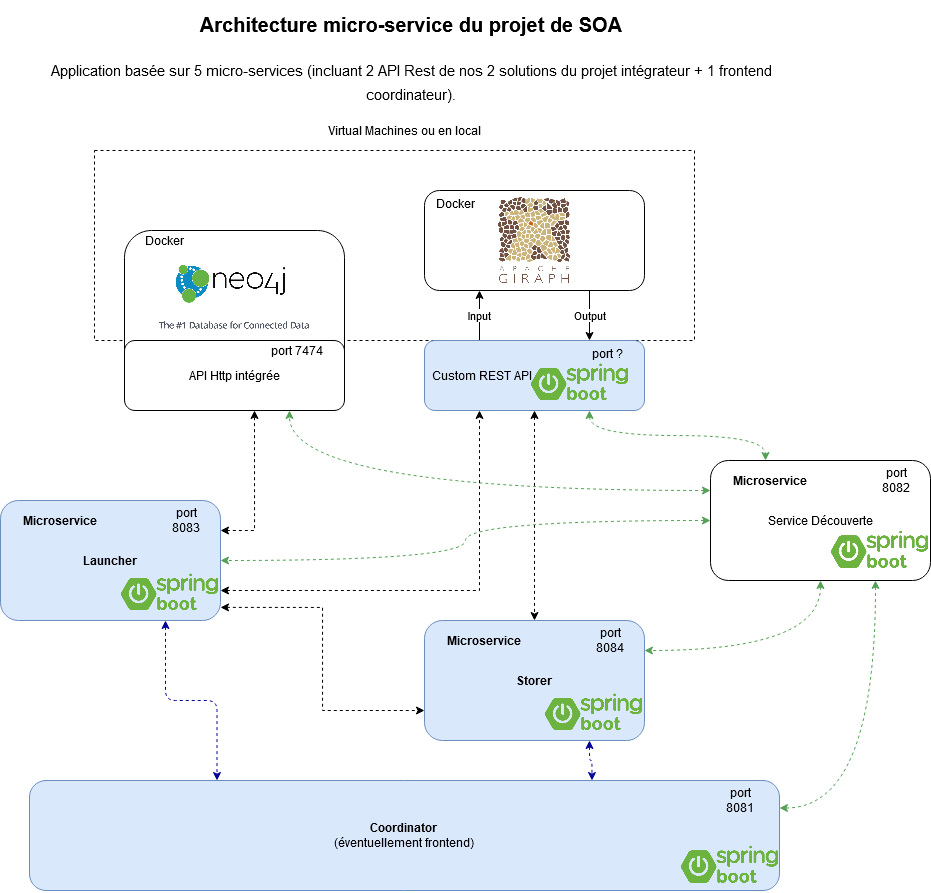 Architecture micro-service du projet de SOA
Application basée sur 5 micro-services (incluant 2 API Rest de nos 2 solutions du projet intégrateur + 1 frontend
coordinateur).
Virtual Machines ou en local
Docker
APACHE
GIRAPH
Docker
neo4j
The #1 Database for Connected Data
Input
Output
port 7474
API Http intégrée
port ?
Custom REST API
spring
boot
Microservice
port
8082
Service Découverte
spring
boot
Microservice
port
8083
Launcher
spring
boot
Microservice
port
8084
Storer
spring
boot
port
8081
Coordinator
(éventuellement frontend)
spring
boot